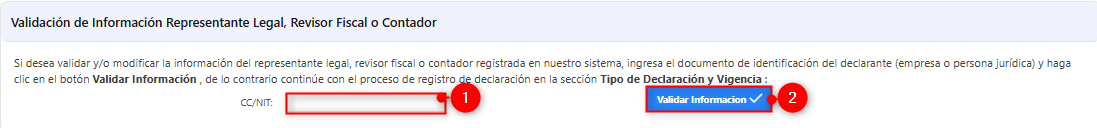 Validación de Información Representante Legal, Revisor Fiscal o Contador
Si desea validar y/o modificar la información del representante legal, revisor fiscal o contador registrada en nuestro sistema, ingresa el documento de identificación del declarante (empresa o persona jurídica) y haga
clic en el botón Validar Información , de lo contrario continúe con el proceso de registro de declaración en la sección Tipo de Declaración y Vigencia :
CC/NIT: 1 Validar Informacion 2